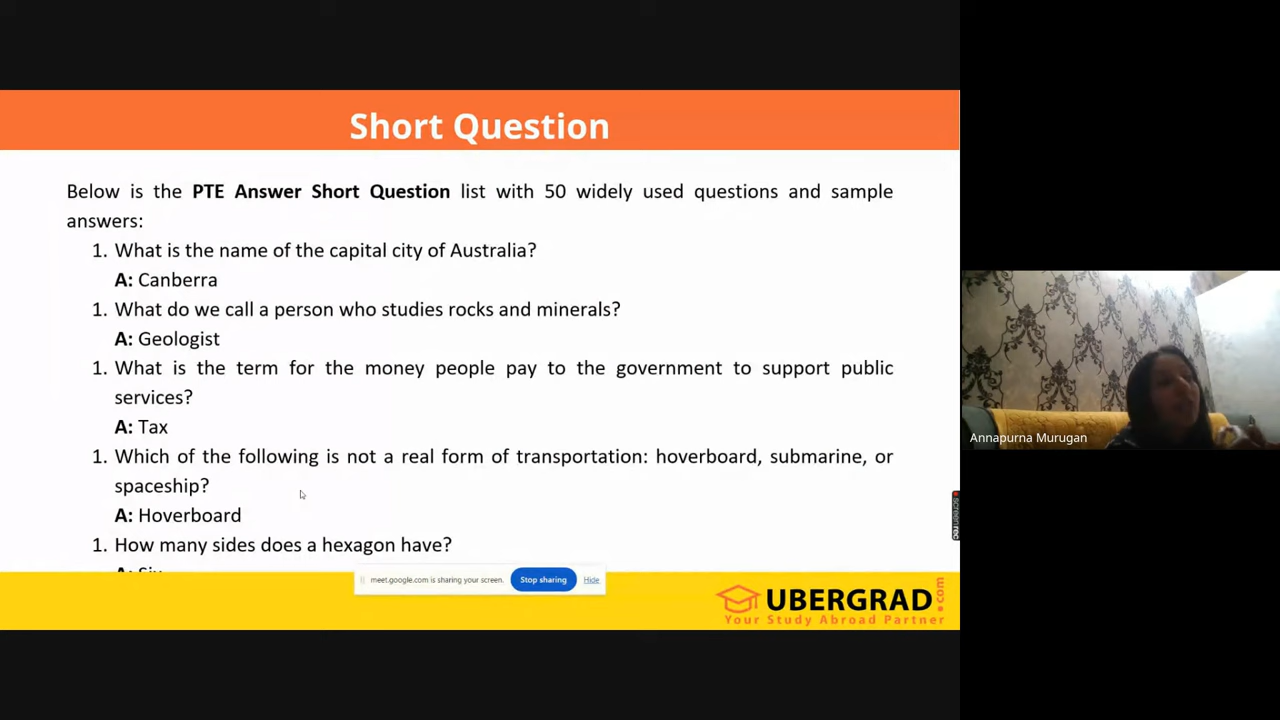 Short Question
Below is the PTE Answer Short Question list with 50 widely used questions and sample
answers:
1. What is the name of the capital city of Australia?
A: Canberra
1. What do we call a person who studies rocks and minerals?
A: Geologist
1. What is the term for the money people pay to the government to support public
services?
A: Tax
1. Which of the following is not a real form of transportation: hoverboard, submarine, or
spaceship?
A: Hoverboard
1. How many sides does a hexagon have?
A: Six
meet.google.com is sharing your screen.
Stop sharing
Hide
UBERGRAD.com
Your Study Abroad Partner
Annapurna Murugan
screenrec